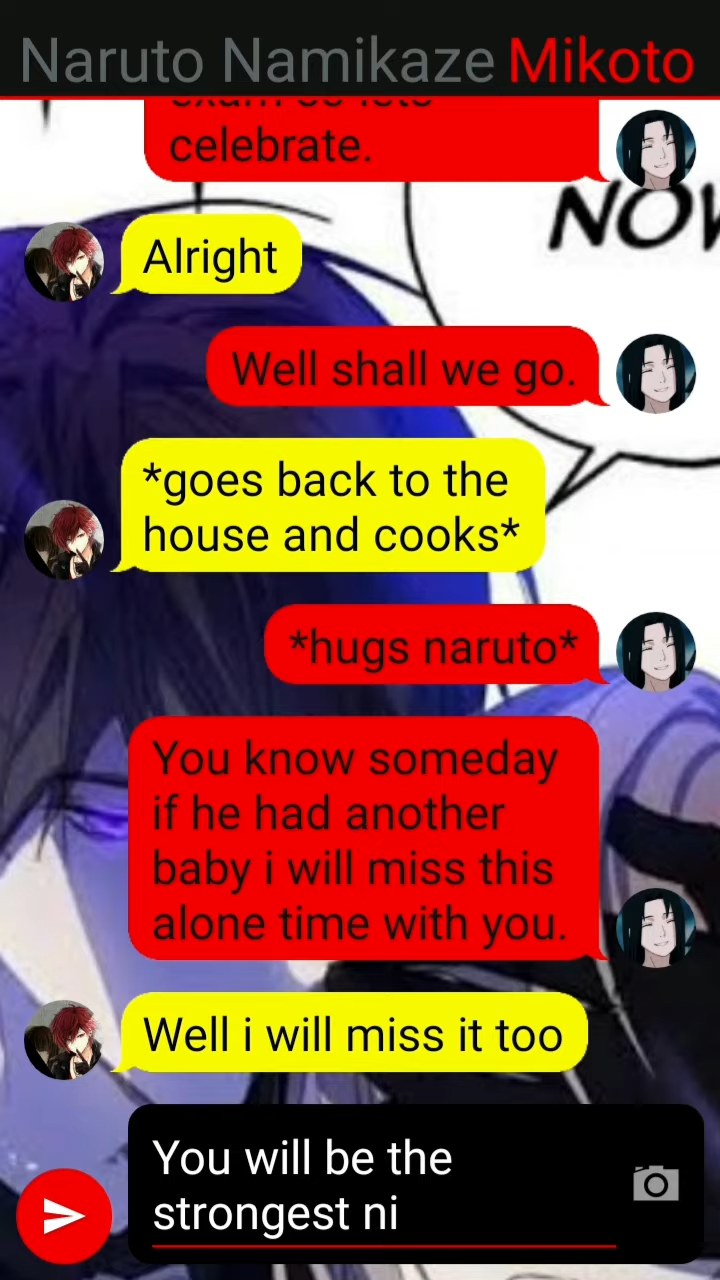 Naruto Namikaze Mikoto
celebrate.
NOW
Alright
Well shall we go.
*goes back to the
house and cooks*
*hugs naruto*
You know someday
if he had another
baby i will miss this
alone time with you.
Well i will miss it too
You will be the
strongest ni